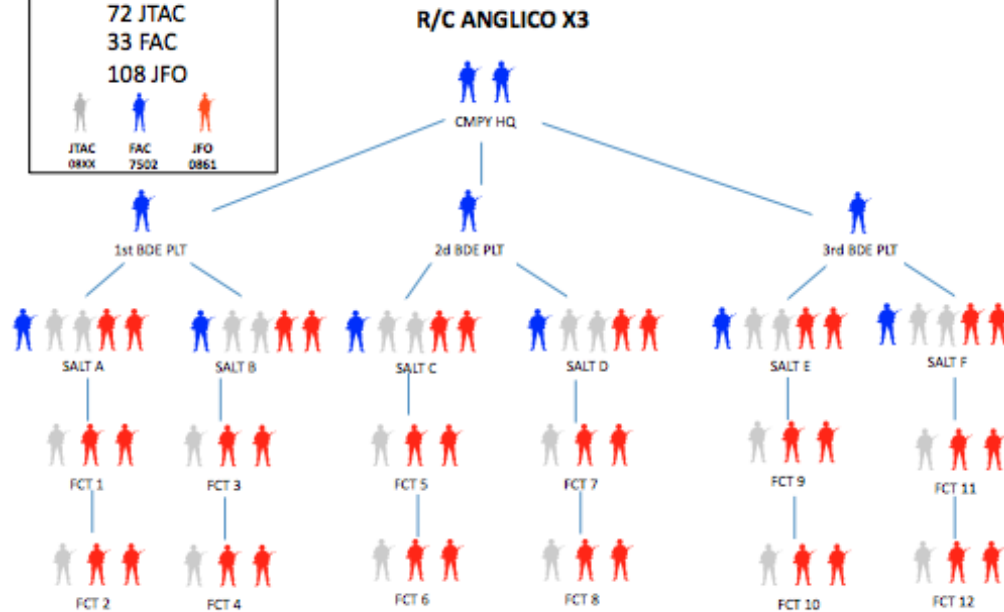 72 JTAC
33 FAC
108 JFO
JTAC FAC JFO
08XX 7502 0861
R/C ANGLICO X3
CMPY HQ
1st BDE PLT 2d BDE PLT 3rd BDE PLT
SALT A SALT B SALT C SALT D SALT E SALT F
FCT 1 FCT 3 FCT 5 FCT 7 FCT 9 FCT 11
FCT 2 FCT 4 FCT 6 FCT 8 FCT 10 FCT 12